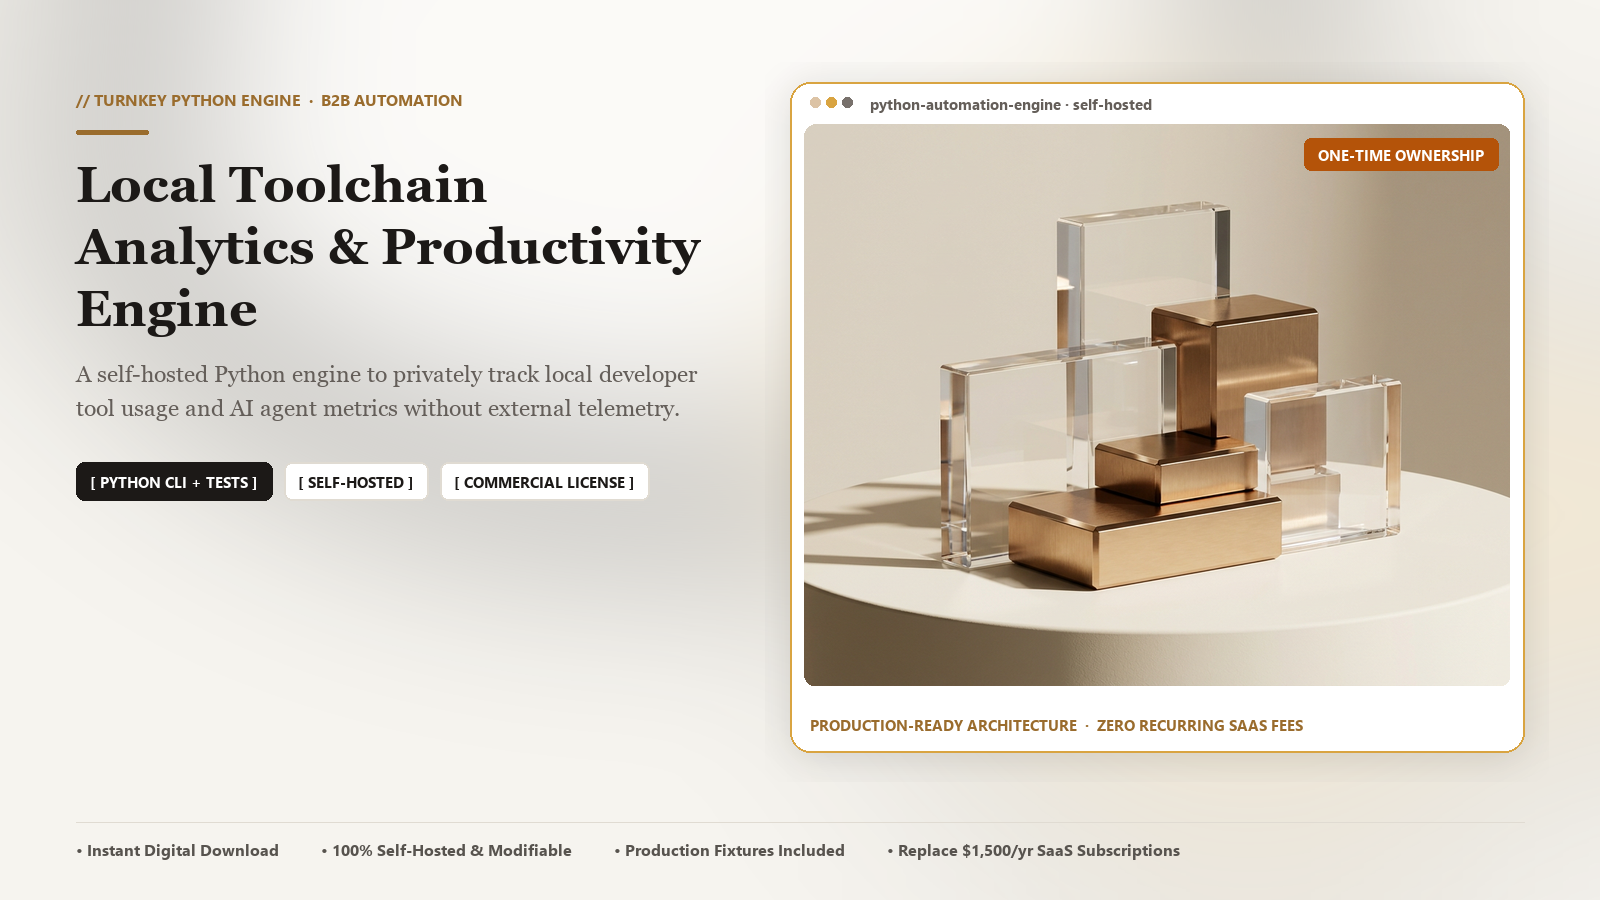 // TURNKEY PYTHON ENGINE · B2B AUTOMATION
Local Toolchain
Analytics & Productivity
Engine
A self-hosted Python engine to privately track local developer
tool usage and AI agent metrics without external telemetry.
[ PYTHON CLI + TESTS ]
[ SELF-HOSTED ]
[ COMMERCIAL LICENSE ]
python-automation-engine · self-hosted
ONE-TIME OWNERSHIP
PRODUCTION-READY ARCHITECTURE · ZERO RECURRING SAAS FEES
• Instant Digital Download
• 100% Self-Hosted & Modifiable
• Production Fixtures Included
• Replace $1,500/yr SaaS Subscriptions